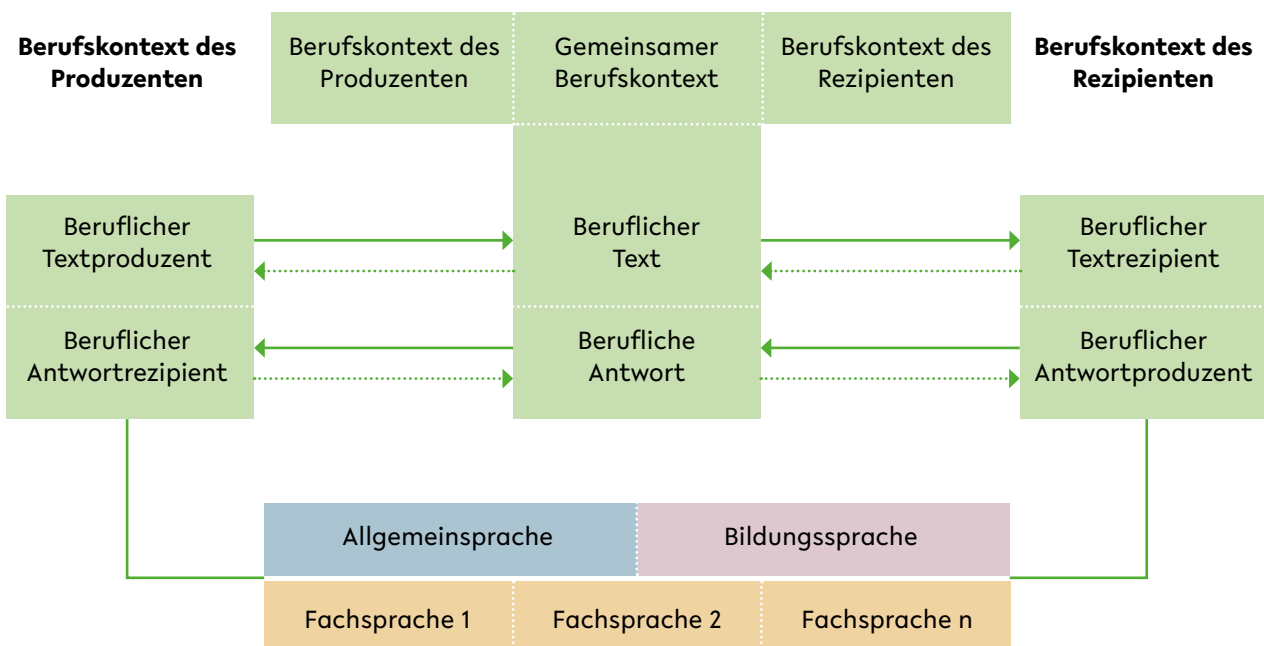 Berufskontext des
Produzenten
Berufskontext des
Produzenten
Gemeinsamer
Berufskontext
Berufskontext des
Rezipienten
Berufskontext des
Rezipienten
Beruflicher
Textproduzent
Beruflicher
Text
Beruflicher
Textrezipient
Beruflicher
Antwortrezipient
Berufliche
Antwort
Beruflicher
Antwortproduzent
Allgemeinsprache
Bildungssprache
Fachsprache 1
Fachsprache 2
Fachsprache n